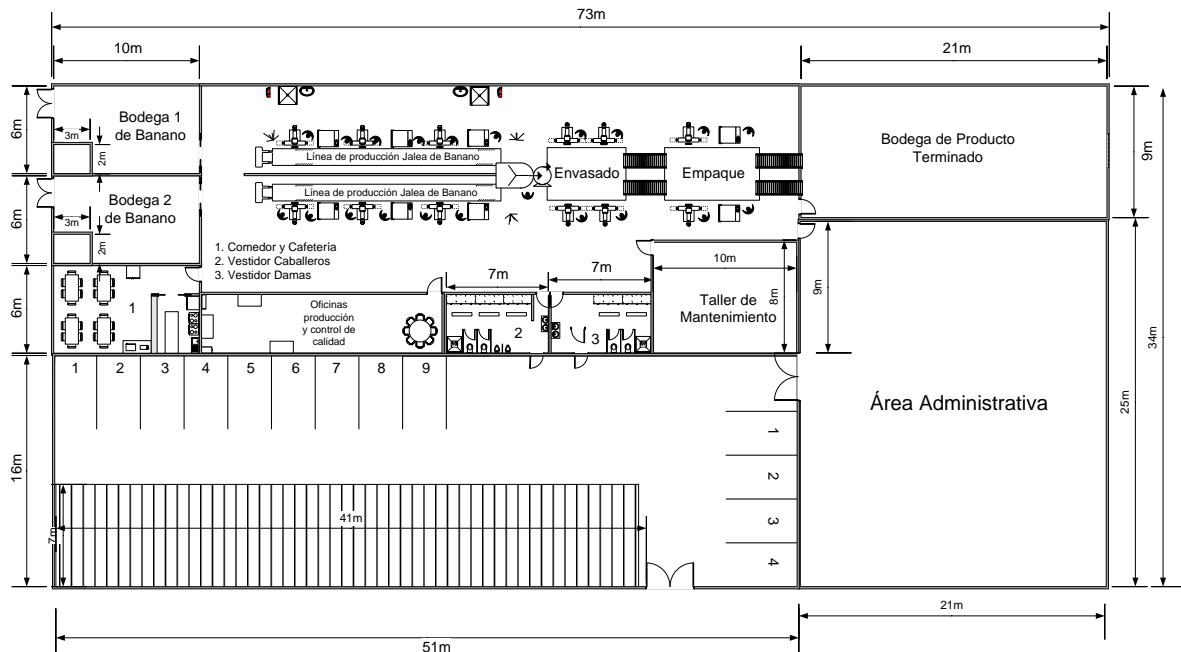 73m
10m
21m
6m
Bodega 1
de Banano
3m
2m
Línea de producción Jalea de Banano
Línea de producción Jalea de Banano
Envasado
Empaque
Bodega de Producto
Terminado
9m
6m
Bodega 2
de Banano
3m
2m
1. Comedor y Cafetería
2. Vestidor Caballeros
3. Vestidor Damas
7m
7m
10m
8m
9m
Taller de
Mantenimiento
6m
1
Oficinas
producción
y control de
calidad
2
3
34m
25m
Área Administrativa
1 2 3 4 5 6 7 8 9
16m
1
2
3
4
41m
7m
21m
51m